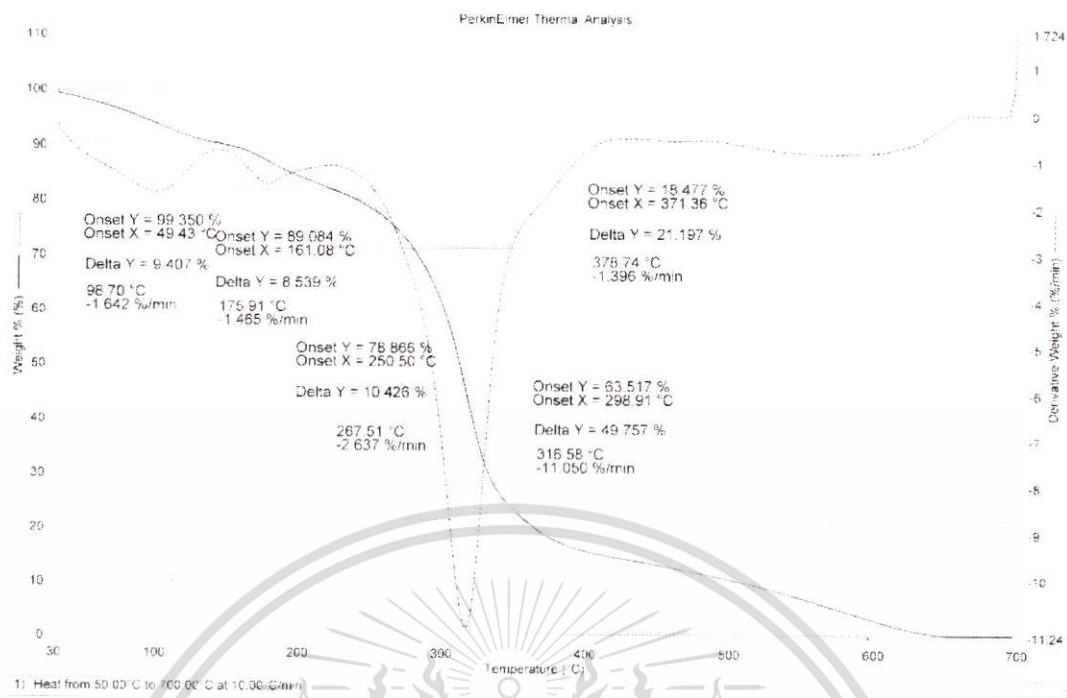 PerkinElmer Thermal Analysis
110
100
90
80
70
60
50
40
30
20
10
0
Weight % (%)
1.724
1
0
-1
-2
-3
-4
-5
-6
-7
-8
-9
-10
-11.24
Derivative Weight % (%/min)
Onset Y = 99.350 %
Onset X = 49.43 °C
Delta Y = 9.407 %
98.70 °C
-1.642 %/min
Onset Y = 89.084 %
Onset X = 161.08 °C
Delta Y = 8.539 %
175.91 °C
-1.465 %/min
Onset Y = 78.866 %
Onset X = 250.50 °C
Delta Y = 10.426 %
267.51 °C
-2.637 %/min
Onset Y = 63.517 %
Onset X = 298.91 °C
Delta Y = 49.757 %
316.58 °C
-11.050 %/min
Onset Y = 18.477 %
Onset X = 371.36 °C
Delta Y = 21.197 %
378.74 °C
-1.396 %/min
30 100 200 300 400 500 600 700
Temperature (°C)
1) Heat from 50.00°C to 700.00°C at 10.00°C/min